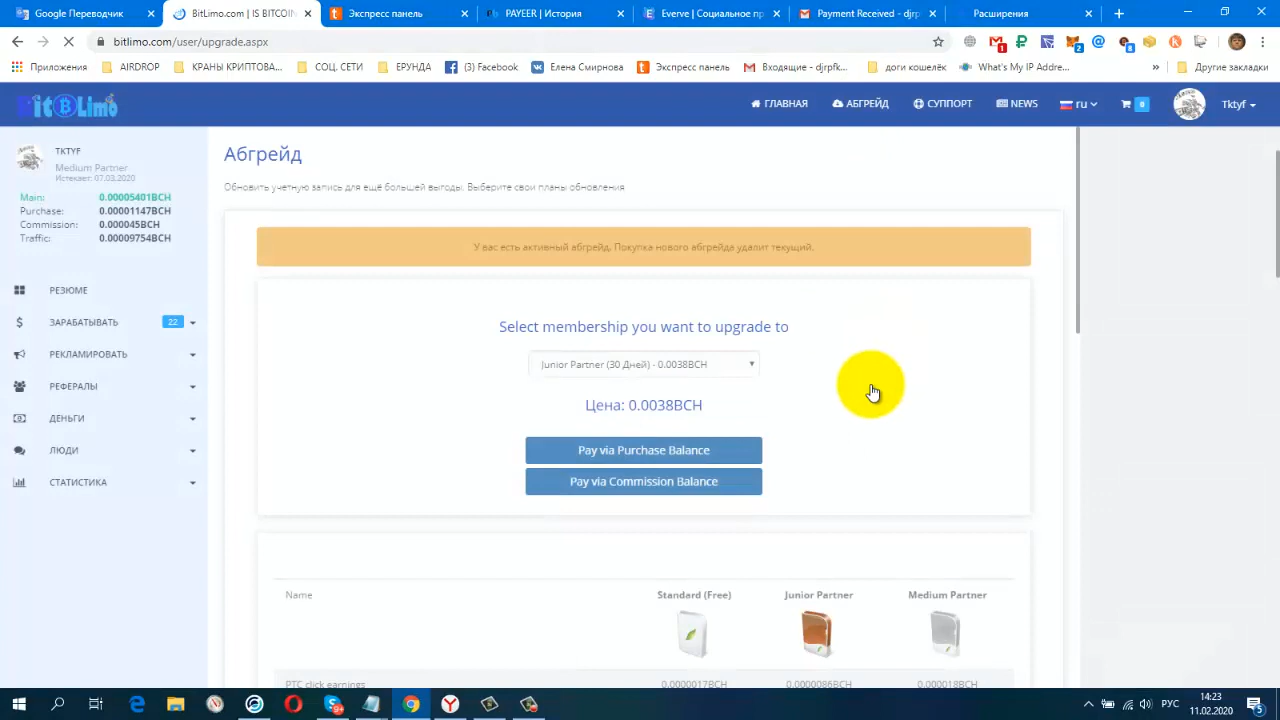 Google Переводчик
BitLimo.com | IS BITCOIN
Экспресс панель
PAYEER | История
Everve | Социальное пр
Payment Received - djrp
Расширения
bitlimo.com/user/upgrade.aspx
1
2
8
Приложения
AIRDROP
КРАНЫ КРИПТОВА...
СОЦ. СЕТИ
ЕРУНДА
(3) Facebook
Елена Смирнова
Экспресс панель
Входящие - djrpfk...
доги кошелёк
What's My IP Addre...
»
Другие закладки
BitLimo
ГЛАВНАЯ
АБГРЕЙД
СУППОРТ
NEWS
ru
0
Tktyf
TKTYF
Medium Partner
Истекает: 07.03.2020
Main: 0.00005401BCH
Purchase: 0.00001147BCH
Commission: 0.000045BCH
Traffic: 0.00009754BCH
РЕЗЮМЕ
ЗАРАБАТЫВАТЬ 22
РЕКЛАМИРОВАТЬ
РЕФЕРАЛЫ
ДЕНЬГИ
ЛЮДИ
СТАТИСТИКА
Абгрейд
Обновить учетную запись для ещё большей выгоды. Выберите свои планы обновления
У вас есть активный абгрейд. Покупка нового абгрейда удалит текущий.
Select membership you want to upgrade to
Junior Partner (30 Дней) - 0.0038BCH
Цена: 0.0038BCH
Pay via Purchase Balance
Pay via Commission Balance
Name Standard (Free) Junior Partner Medium Partner
PTC click earnings 0.0000017BCH 0.0000086BCH 0.000018BCH
РУС
14:23
11.02.2020
5